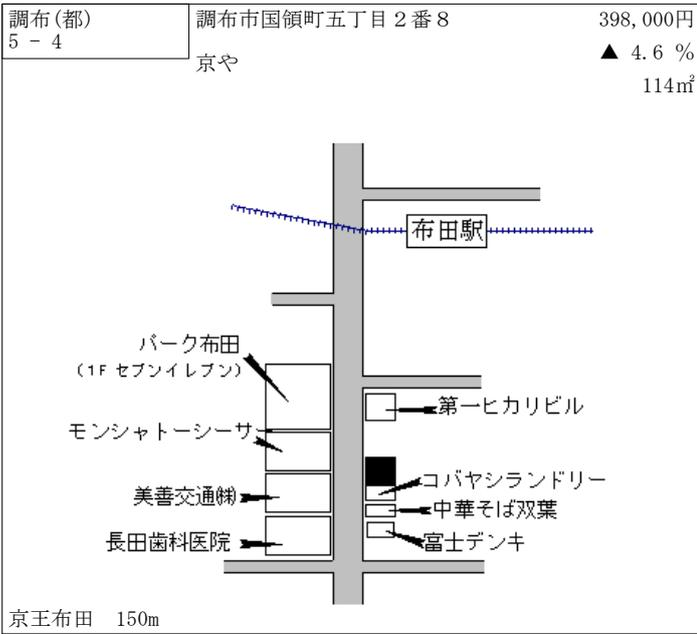 調布(都)
5 - 4
調布市国領町五丁目2番8
京や
398,000円
▲ 4.6 %
114㎡
布田駅
パーク布田
(1F セブンイレブン)
モンシャトーシーサー
美善交通㈱
長田歯科医院
第一ヒカリビル
コバヤシランドリー
中華そば双葉
富士デンキ
京王布田 150m